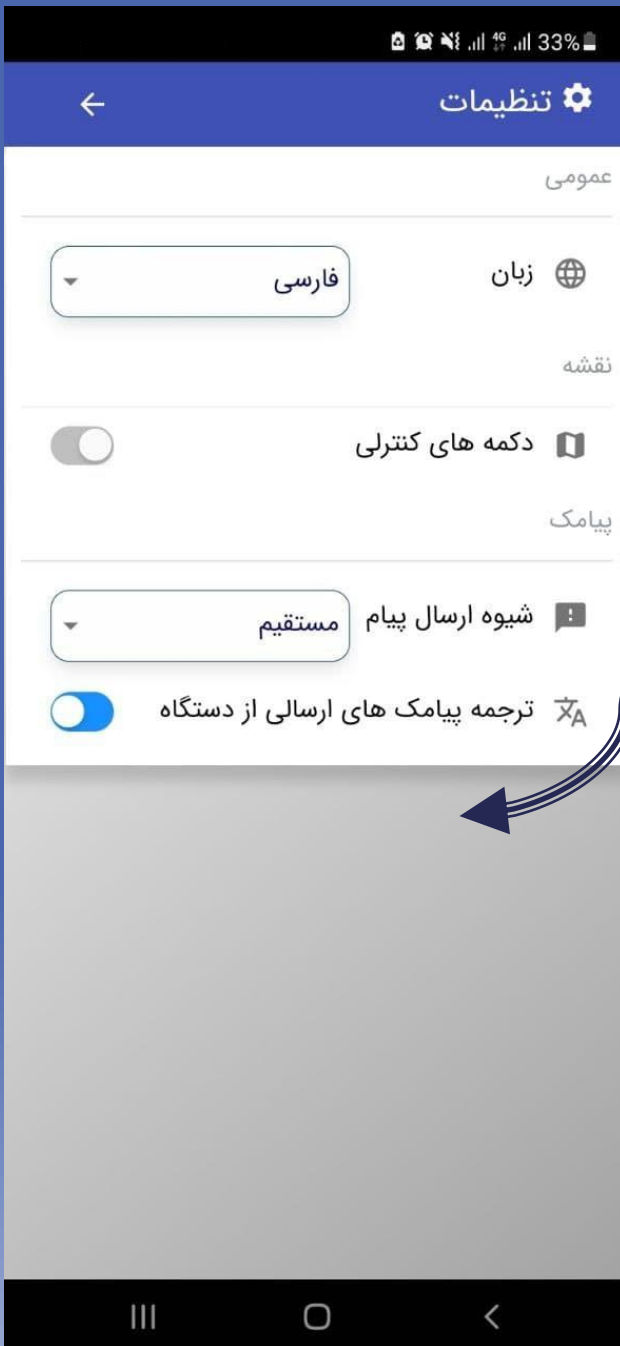 4G 33%
تنظیمات
عمومی
زبان
فارسی
نقشه
دکمه های کنترلی
پیامک
شیوه ارسال پیام
مستقیم
ترجمه پیامک های ارسالی از دستگاه